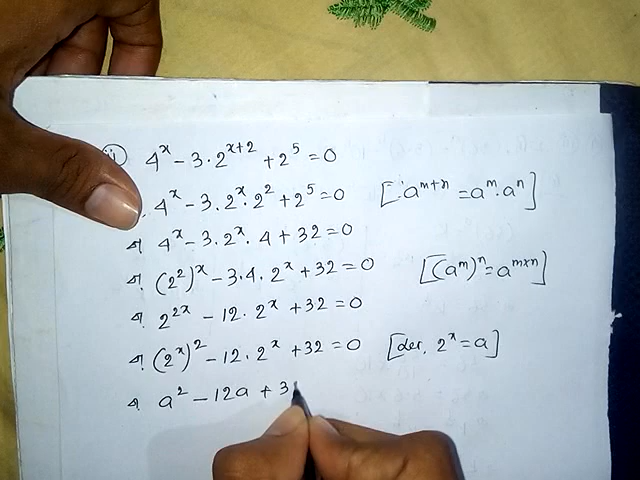 ii) 4^x - 3·2^{x+2} + 2^5 = 0
4^x - 3·2^x·2^2 + 2^5 = 0 [∵a^{m+n} = a^m·a^n]
বা, 4^x - 3·2^x·4 + 32 = 0
বা, (2^2)^x - 3·4·2^x + 32 = 0 [(a^m)^n = a^{m×n}]
বা, 2^{2x} - 12·2^x + 32 = 0
বা, (2^x)^2 - 12·2^x + 32 = 0 [ধরি, 2^x = a]
বা, a^2 - 12a + 3